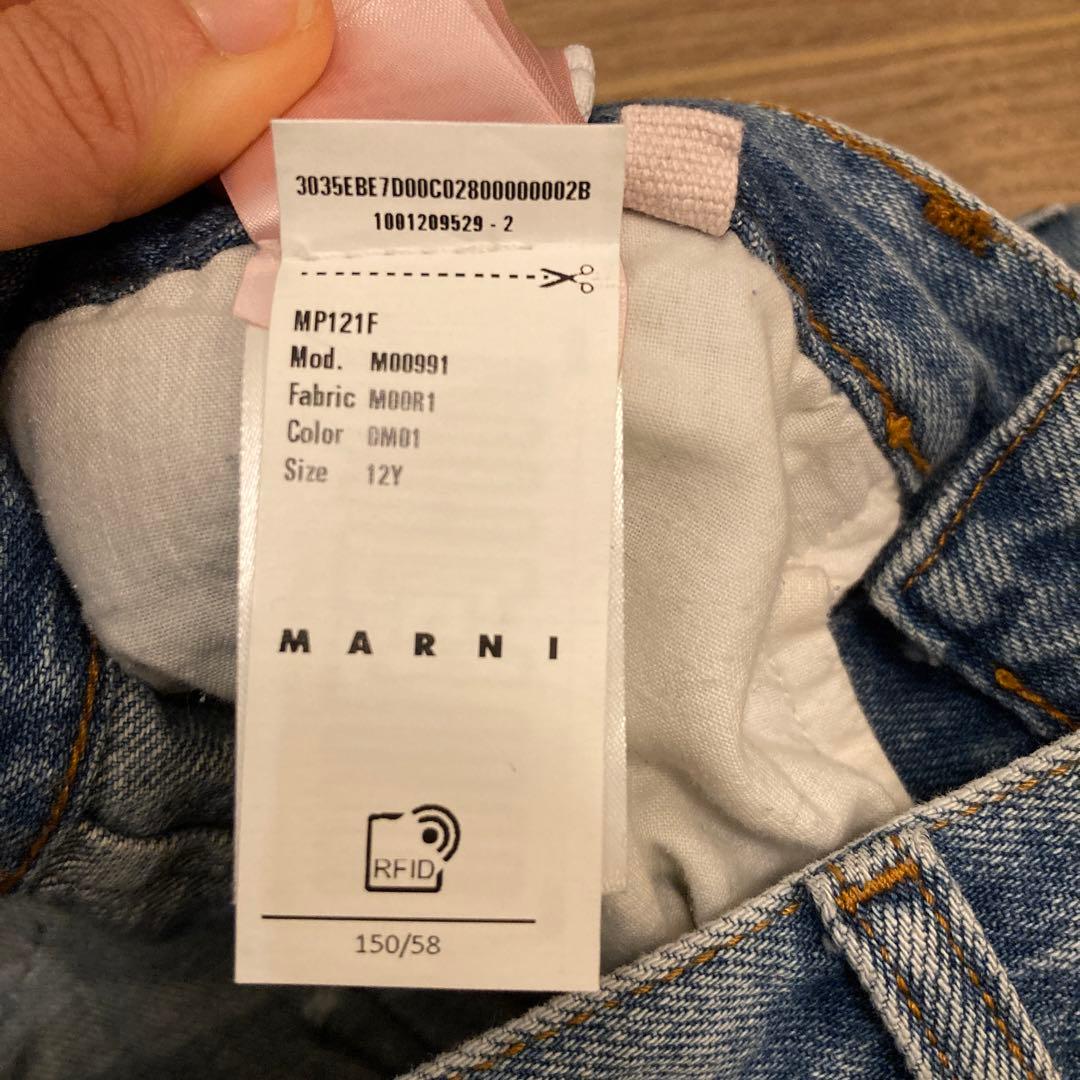 3035EBE7D00C02800000002B
1001209529 - 2
MP121F
Mod. M00991
Fabric M00R1
Color 0M01
Size 12Y
MARNI
RFID
150/58